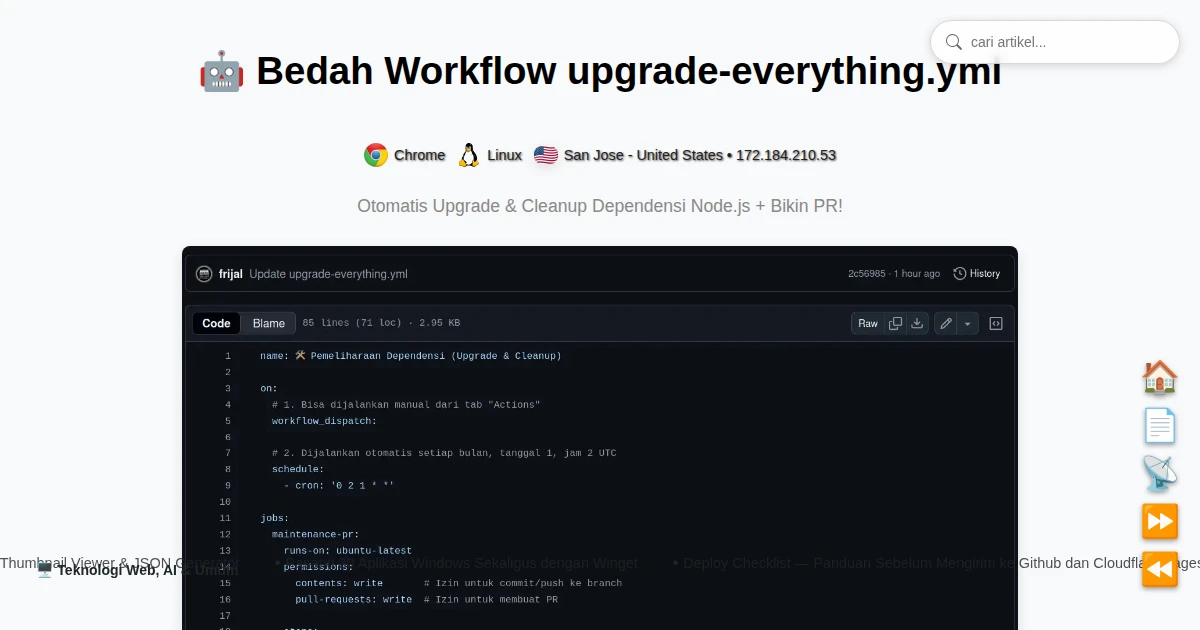 cari artikel...
🤖 Bedah Workflow upgrade-everything.yml
Chrome Linux San Jose - United States • 172.184.210.53
Otomatis Upgrade & Cleanup Dependensi Node.js + Bikin PR!
frijal Update upgrade-everything.yml 2c56985 · 1 hour ago History
Code Blame 85 lines (71 loc) · 2.95 KB Raw
1 name: 🛠️ Pemeliharaan Dependensi (Upgrade & Cleanup)
2
3 on:
4 # 1. Bisa dijalankan manual dari tab "Actions"
5 workflow_dispatch:
6
7 # 2. Dijalankan otomatis setiap bulan, tanggal 1, jam 2 UTC
8 schedule:
9 - cron: '0 2 1 * *'
10
11 jobs:
12 maintenance-pr:
13 runs-on: ubuntu-latest
Thumbnail Viewer & JSON • Aplikasi Windows Sekaligus dengan Winget • Deploy Checklist — Panduan Sebelum Mengirim ke Github dan
🖥️ Teknologi Web, AI & Umum
14 permissions:
15 contents: write # Izin untuk commit/push ke branch
16 pull-requests: write # Izin untuk membuat PR
17